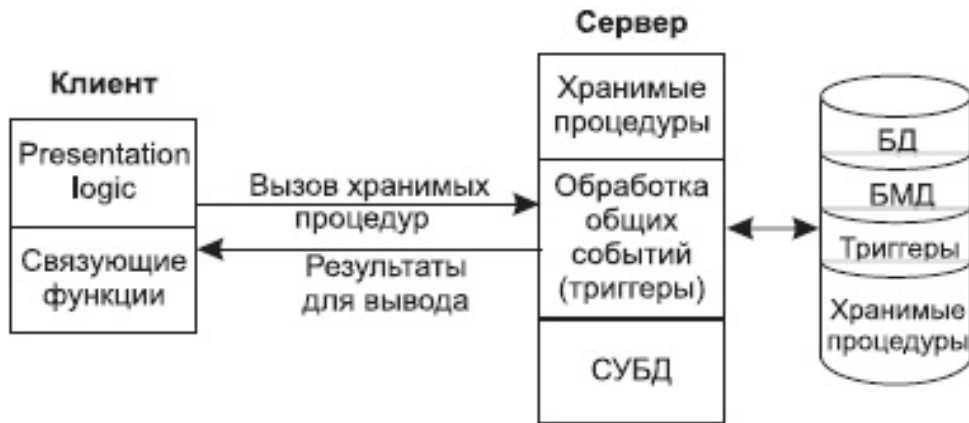 Сервер
Клиент
Хранимые
процедуры
Presentation
logic
Вызов хранимых
процедур
Обработка
общих
событий
(триггеры)
Связующие
функции
Результаты
для вывода
СУБД
БД
БМД
Триггеры
Хранимые
процедуры